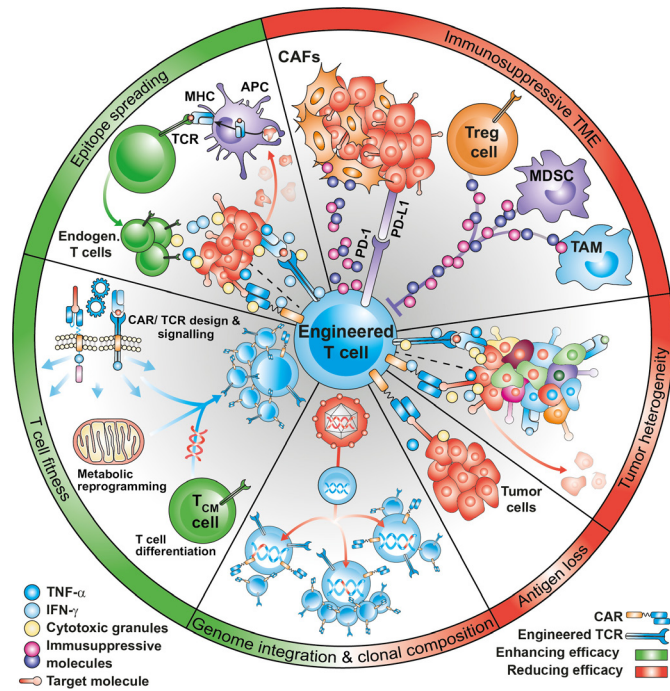 Epitope spreading
Immunosuppressive TME
Tumor heterogeneity
Antigen loss
Genome integration & clonal composition
T cell fitness
CAFs
MHC
APC
TCR
Endogen.
T cells
Treg
cell
MDSC
TAM
PD-1
PD-L1
Engineered
T cell
CAR/ TCR design &
signalling
Metabolic
reprogramming
TCM
cell
T cell
differentiation
Tumor
cells
TNF-α
IFN-γ
Cytotoxic granules
Immusuppressive
molecules
Target molecule
CAR
Engineered TCR
Enhancing efficacy
Reducing efficacy